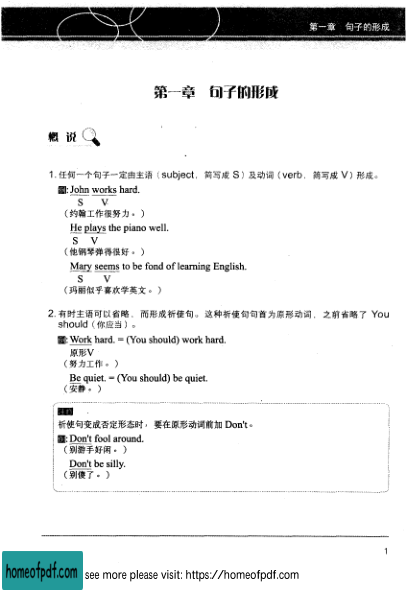 第一章 句子的形成
第一章 句子的形成
概 说
1. 任何一个句子一定由主语(subject, 简写成 S)及动词(verb, 简写成 V)形成。
例: John works hard.
S V
(约翰工作很努力。)
He plays the piano well.
S V
(他钢琴弹得很好。)
Mary seems to be fond of learning English.
S V
(玛丽似乎喜欢学英文。)
2. 有时主语可以省略, 而形成祈使句。这种祈使句句首为原形动词, 之前省略了 You
should(你应当)。
例: Work hard. = (You should) work hard.
原形V
(努力工作。)
Be quiet. = (You should) be quiet.
(安静。)
祈使句变成否定形态时, 要在原形动词前加 Don't。
例: Don't fool around.
(别游手好闲。)
Don't be silly.
(别傻了。)
1
homeofpdf.com see more please visit: https://homeofpdf.com